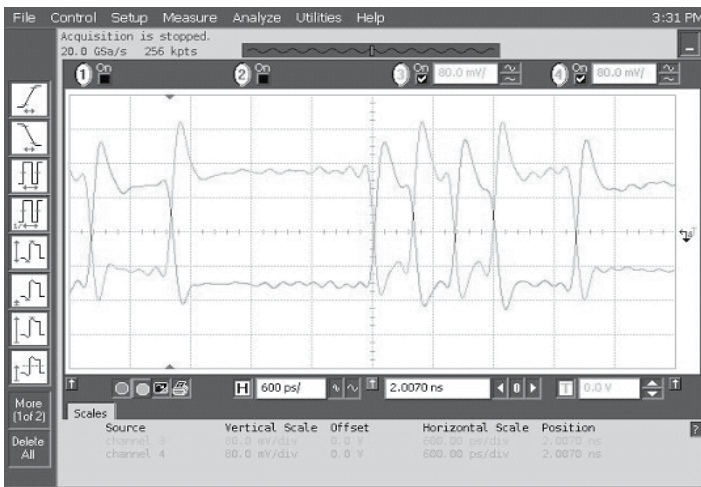 File Control Setup Measure Analyze Utilities Help 3:31 PM
Acquisition is stopped.
20.0 GSa/s 256 kpts
1 On 2 On 3 On 80.0 mV/ 4 On 80.0 mV/
H 600 ps/ 2.0070 ns 0 T 0.0 V
More
(1 of 2)
Delete
All
Scales
Source Vertical Scale Offset Horizontal Scale Position
channel 3 80.0 mV/div 0.0 V 600.00 ps/div 2.0070 ns
channel 4 80.0 mV/div 0.0 V 600.00 ps/div 2.0070 ns
?